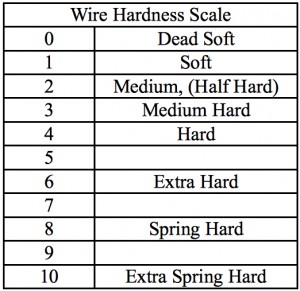 Wire Hardness Scale
0 Dead Soft
1 Soft
2 Medium, (Half Hard)
3 Medium Hard
4 Hard
5
6 Extra Hard
7
8 Spring Hard
9
10 Extra Spring Hard